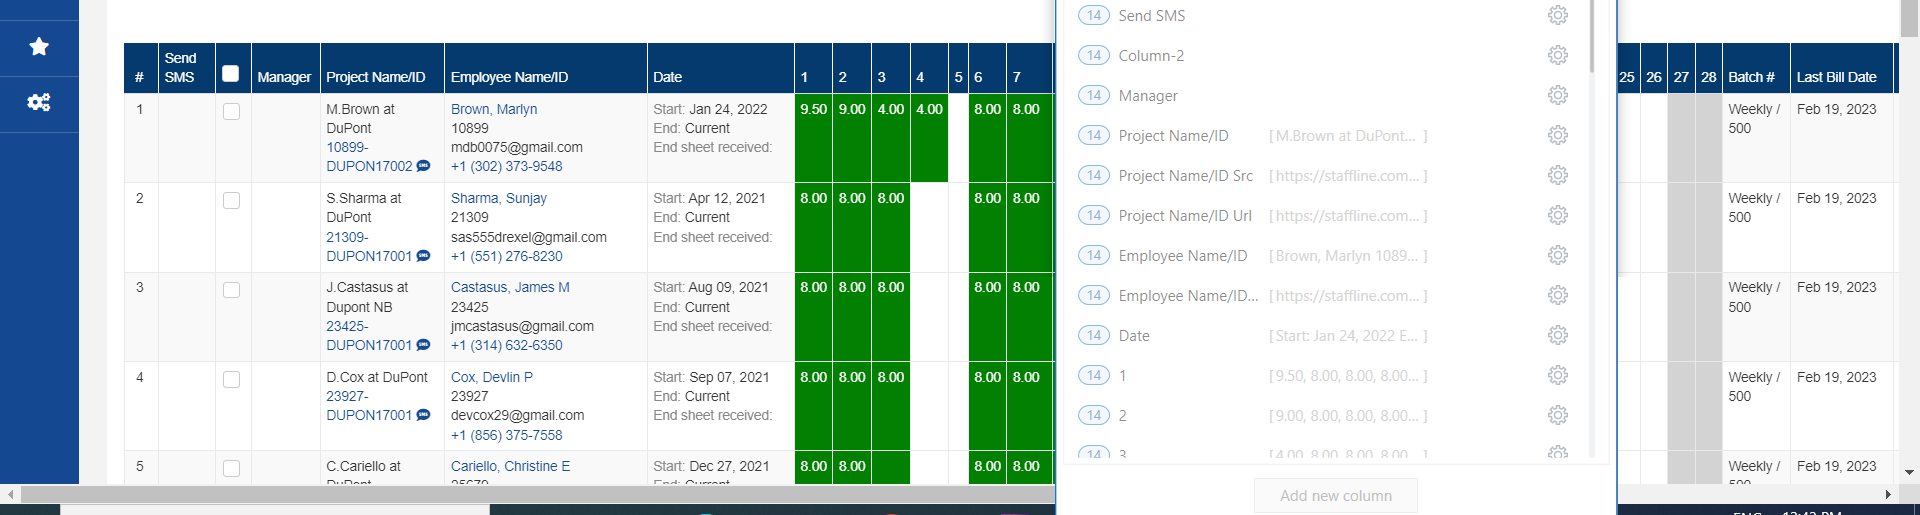 #
Send
SMS
Manager
Project Name/ID
Employee Name/ID
Date
1
2
3
4
5
6
7
25
26
27
28
Batch #
Last Bill Date
1
M.Brown at
DuPont
10899-
DUPON17002
Brown, Marlyn
10899
mdb0075@gmail.com
+1 (302) 373-9548
Start: Jan 24, 2022
End: Current
End sheet received:
9.50
9.00
4.00
4.00
8.00
8.00
Weekly /
500
Feb 19, 2023
2
S.Sharma at
DuPont
21309-
DUPON17001
Sharma, Sunjay
21309
sas555drexel@gmail.com
+1 (551) 276-8230
Start: Apr 12, 2021
End: Current
End sheet received:
8.00
8.00
8.00
8.00
8.00
Weekly /
500
Feb 19, 2023
3
J.Castasus at
Dupont NB
23425-
DUPON17001
Castasus, James M
23425
jmcastasus@gmail.com
+1 (314) 632-6350
Start: Aug 09, 2021
End: Current
End sheet received:
8.00
8.00
8.00
8.00
8.00
Weekly /
500
Feb 19, 2023
4
D.Cox at DuPont
23927-
DUPON17001
Cox, Devlin P
23927
devcox29@gmail.com
+1 (856) 375-7558
Start: Sep 07, 2021
End: Current
End sheet received:
8.00
8.00
8.00
8.00
8.00
Weekly /
500
Feb 19, 2023
5
C.Cariello at
DuPont
Cariello, Christine E
25679
Start: Dec 27, 2021
End: Current
8.00
8.00
8.00
8.00
Weekly /
500
Feb 19, 2023
14 Send SMS
14 Column-2
14 Manager
14 Project Name/ID [ M.Brown at DuPont... ]
14 Project Name/ID Src [ https://staffline.com... ]
14 Project Name/ID Url [ https://staffline.com... ]
14 Employee Name/ID [ Brown, Marlyn 1089... ]
14 Employee Name/ID... [ https://staffline.com... ]
14 Date [ Start: Jan 24, 2022 E... ]
14 1 [ 9.50, 8.00, 8.00, 8.00... ]
14 2 [ 9.00, 8.00, 8.00, 8.00... ]
14 3 [ 4.00, 8.00, 8.00, 8.00... ]
Add new column
ENG
12:42 PM